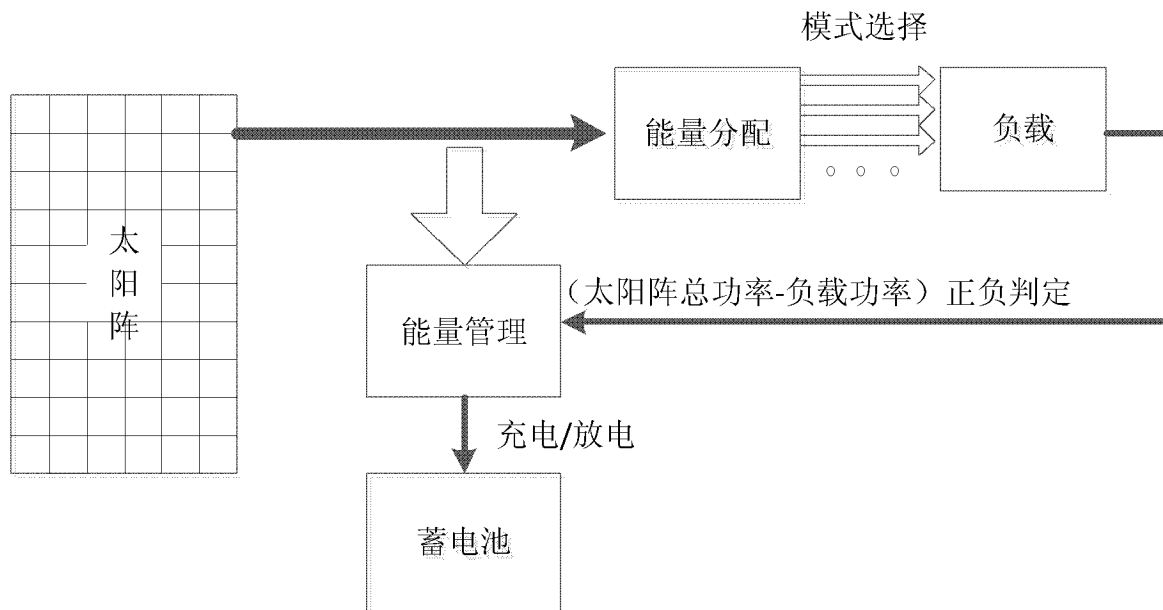 模式选择
能量分配
负载
太
阳
阵
（太阳阵总功率-负载功率）正负判定
能量管理
充电/放电
蓄电池